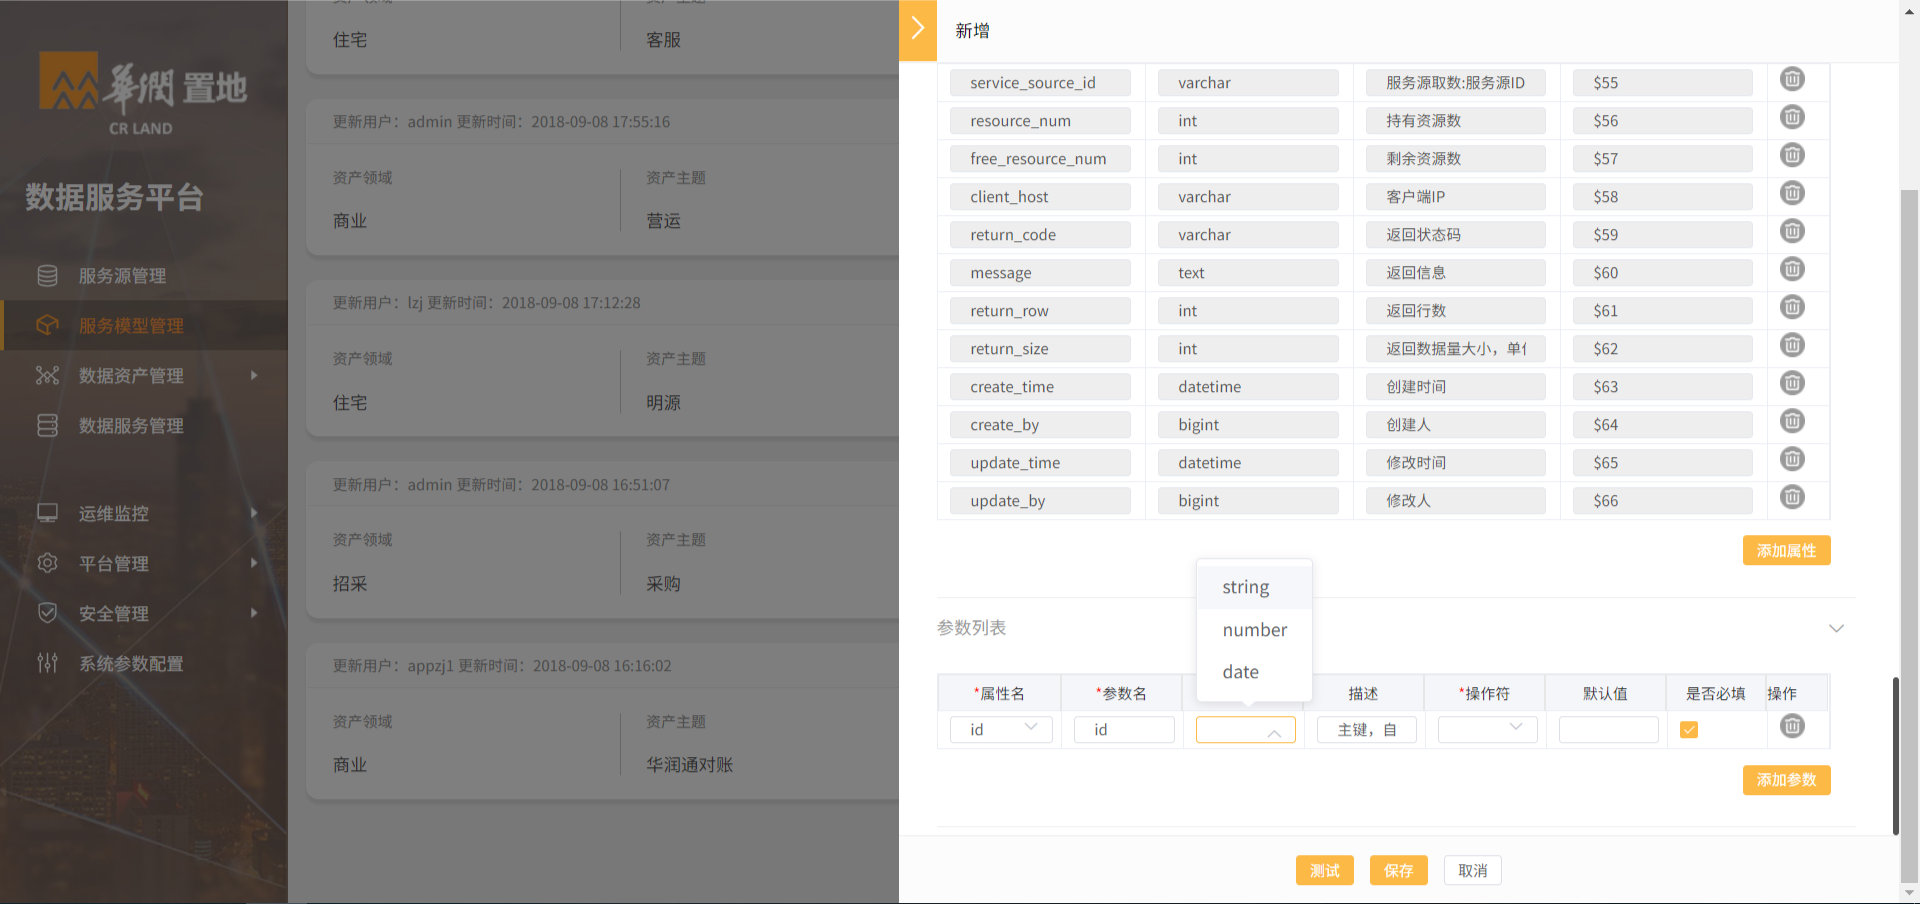 華潤置地
CR LAND
数据服务平台
服务源管理
服务模型管理
数据资产管理
数据服务管理
运维监控
平台管理
安全管理
系统参数配置
住宅
客服
更新用户：admin 更新时间：2018-09-08 17:55:16
资产领域
资产主题
商业
营运
更新用户：lzj 更新时间：2018-09-08 17:12:28
资产领域
资产主题
住宅
明源
更新用户：admin 更新时间：2018-09-08 16:51:07
资产领域
资产主题
招采
采购
更新用户：appzj1 更新时间：2018-09-08 16:16:02
资产领域
资产主题
商业
华润通对账
新增
service_source_id varchar 服务源取数:服务源ID $55
resource_num int 持有资源数 $56
free_resource_num int 剩余资源数 $57
client_host varchar 客户端IP $58
return_code varchar 返回状态码 $59
message text 返回信息 $60
return_row int 返回行数 $61
return_size int 返回数据量大小，单 $62
create_time datetime 创建时间 $63
create_by bigint 创建人 $64
update_time datetime 修改时间 $65
update_by bigint 修改人 $66
添加属性
string
number
date
参数列表
*属性名 *参数名 描述 *操作符 默认值 是否必填 操作
id id 主键，自
添加参数
测试 保存 取消